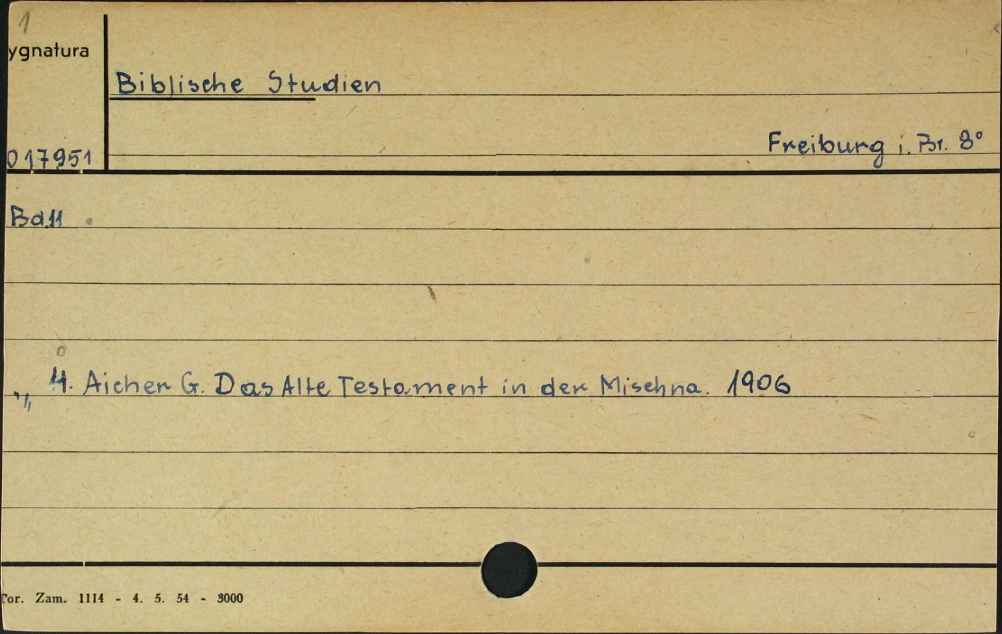 1
ygnatura
Biblische Studien
Freiburg i. Br. 8°
017951
Bd 11
„ 4. Aicher G. Das Alte Testament in der Mischna. 1906
Tor. Zam. 1114 - 4. 5. 54 - 3000